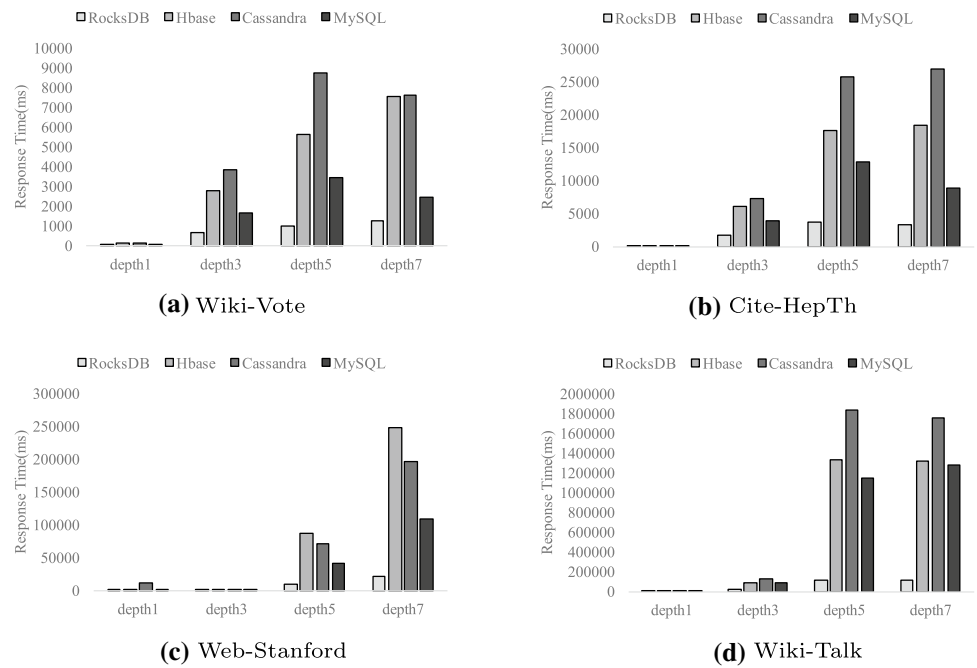 RocksDB Hbase Cassandra MySQL
10000
9000
8000
7000
6000
5000
4000
3000
2000
1000
0
Response Time(ms)
depth1 depth3 depth5 depth7
(a) Wiki-Vote
RocksDB Hbase Cassandra MySQL
30000
25000
20000
15000
10000
5000
0
Response Time(ms)
depth1 depth3 depth5 depth7
(b) Cite-HepTh
RocksDB Hbase Cassandra MySQL
300000
250000
200000
150000
100000
50000
0
Response Time(ms)
depth1 depth3 depth5 depth7
(c) Web-Stanford
RocksDB Hbase Cassandra MySQL
2000000
1800000
1600000
1400000
1200000
1000000
800000
600000
400000
200000
0
Response Time(ms)
depth1 depth3 depth5 depth7
(d) Wiki-Talk